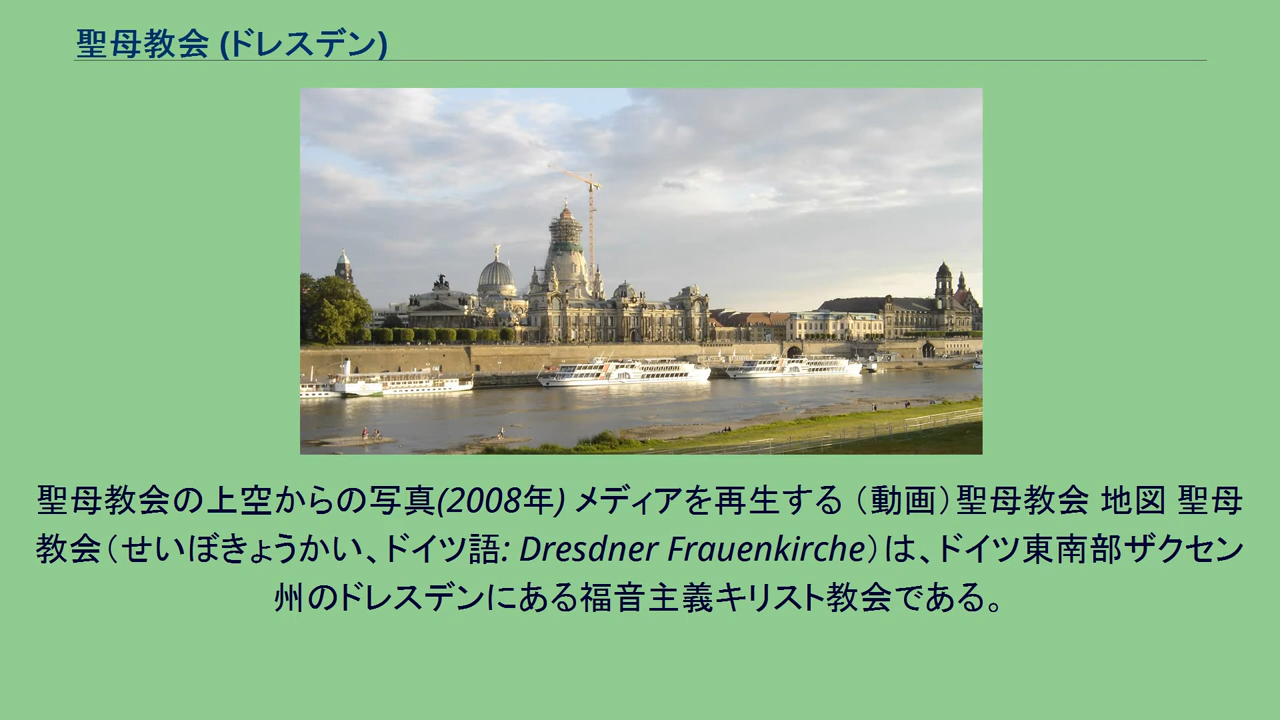 聖母教会 (ドレスデン)
聖母教会の上空からの写真(2008年) メディアを再生する （動画）聖母教会 地図 聖母
教会（せいぼきょうかい、ドイツ語: Dresdner Frauenkirche）は、ドイツ東南部ザクセン
州のドレスデンにある福音主義キリスト教会である。